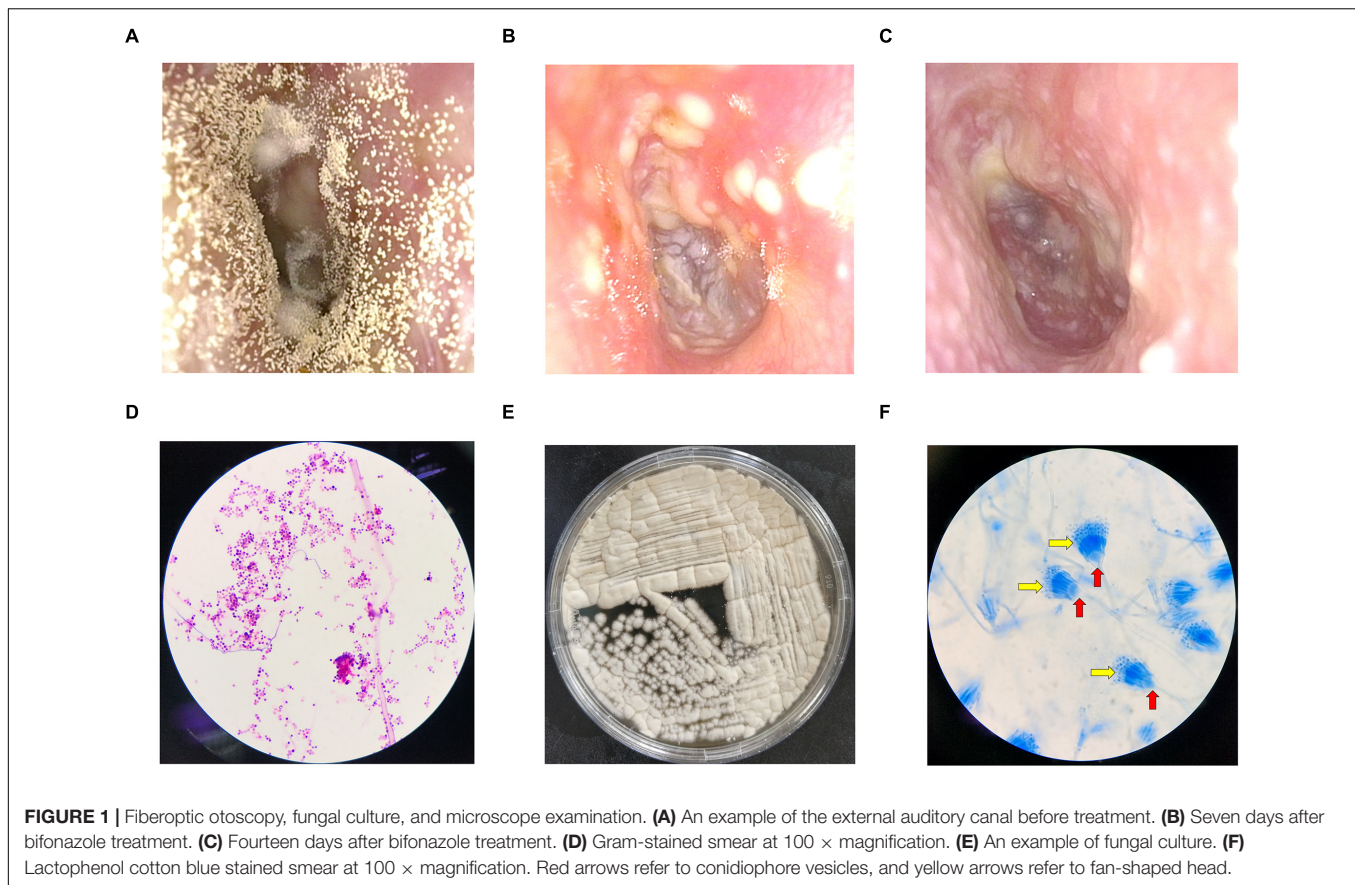 A
B
C
D
E
F
FIGURE 1 | Fiberoptic otoscopy, fungal culture, and microscope examination. (A) An example of the external auditory canal before treatment. (B) Seven days after
bifonazole treatment. (C) Fourteen days after bifonazole treatment. (D) Gram-stained smear at 100 × magnification. (E) An example of fungal culture. (F)
Lactophenol cotton blue stained smear at 100 × magnification. Red arrows refer to conidiophore vesicles, and yellow arrows refer to fan-shaped head.